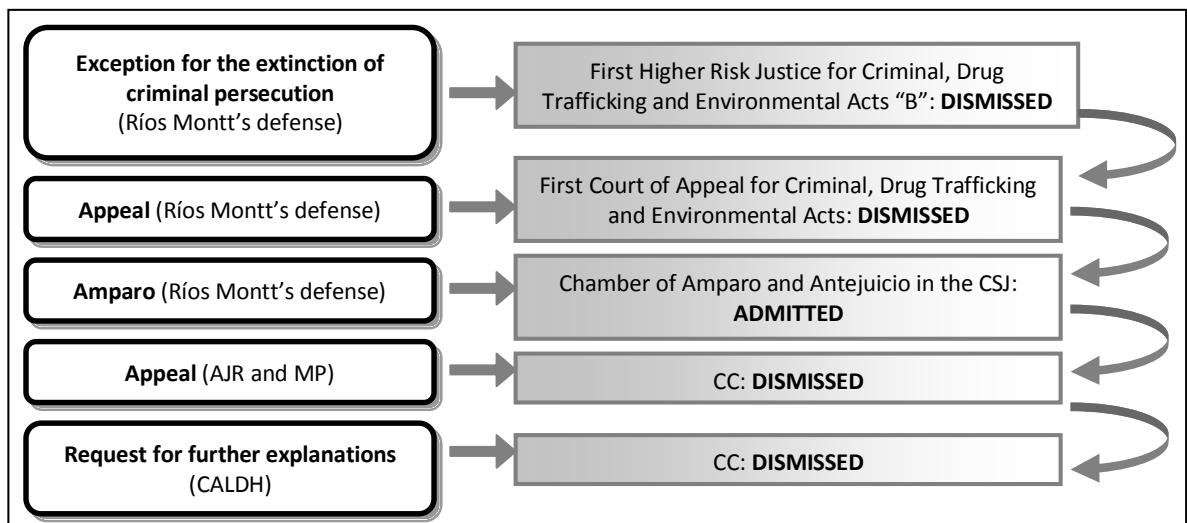 Exception for the extinction of
criminal persecution
(Ríos Montt’s defense)
First Higher Risk Justice for Criminal, Drug
Trafficking and Environmental Acts “B”: DISMISSED
Appeal (Ríos Montt’s defense)
First Court of Appeal for Criminal, Drug Trafficking
and Environmental Acts: DISMISSED
Amparo (Ríos Montt’s defense)
Chamber of Amparo and Antejuicio in the CSJ:
ADMITTED
Appeal (AJR and MP)
CC: DISMISSED
Request for further explanations
(CALDH)
CC: DISMISSED